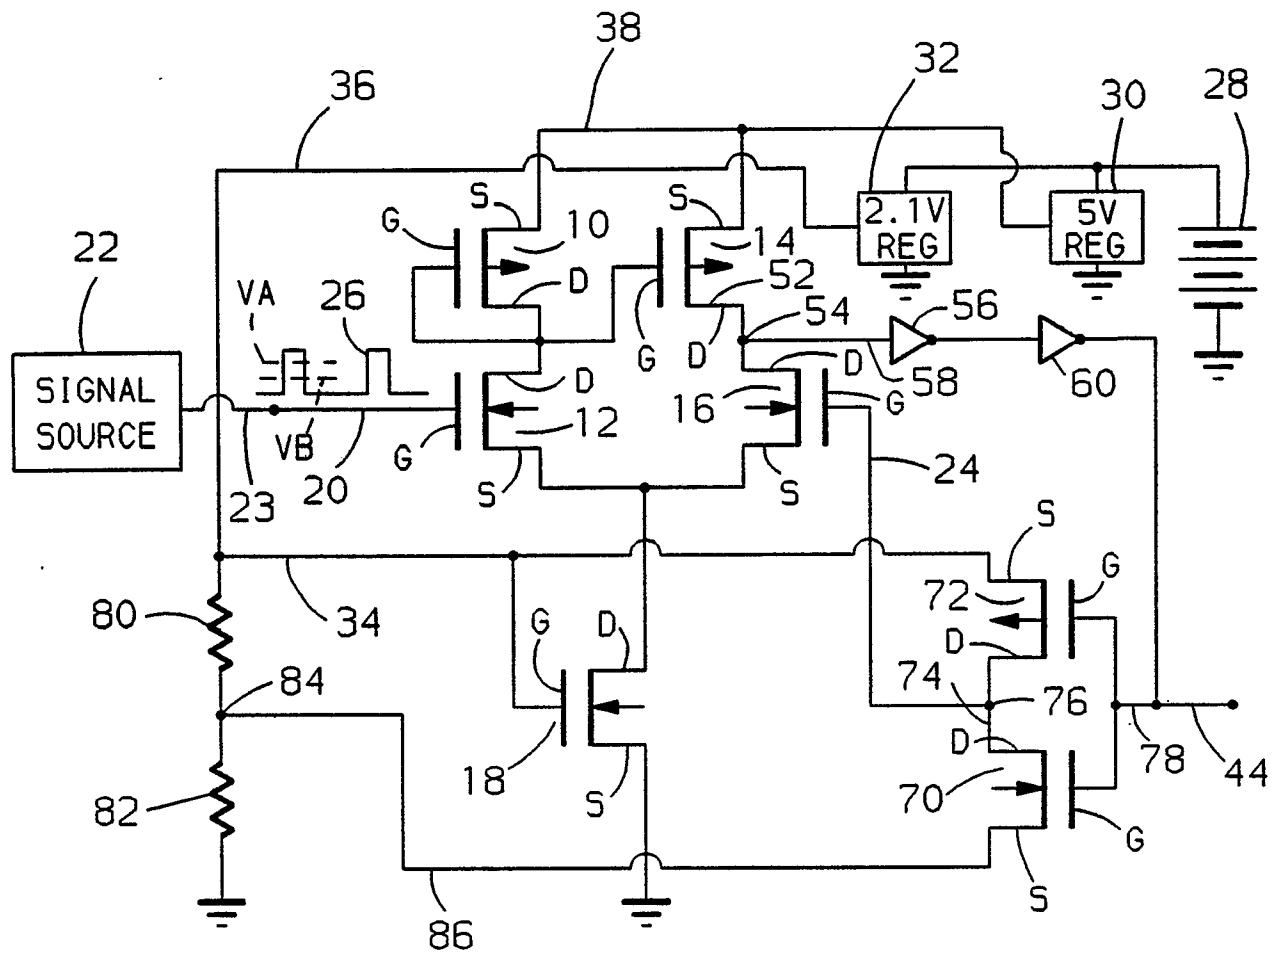 38
36
32
30
28
S
S
G
10
14
2.1V
REG
5V
REG
22
VA
26
D
52
G
D
54
56
SIGNAL
SOURCE
D
D
58
60
16
G
12
VB
G
S
S
24
23
20
S
G
72
80
34
G
D
D
84
74
76
D
18
78
44
82
S
70
G
S
86